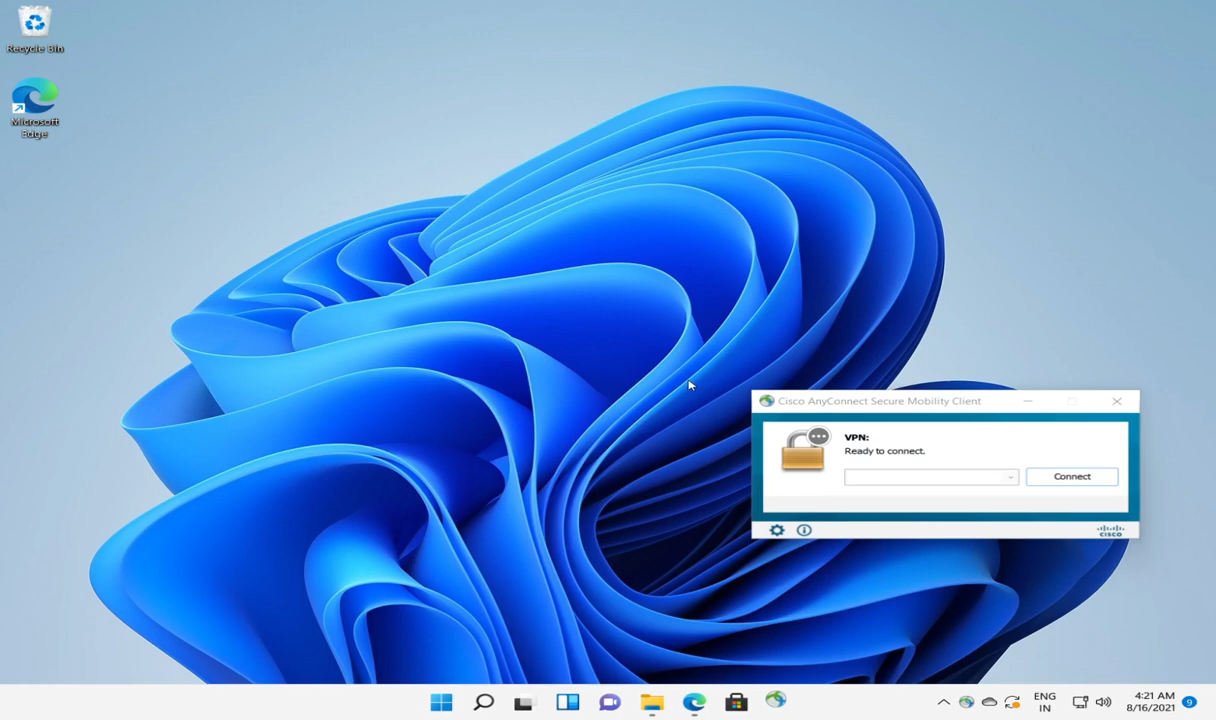 Recycle Bin
Microsoft
Edge
Cisco AnyConnect Secure Mobility Client
VPN:
Ready to connect.
Connect
CISCO
ENG
IN
4:21 AM
8/16/2021
9